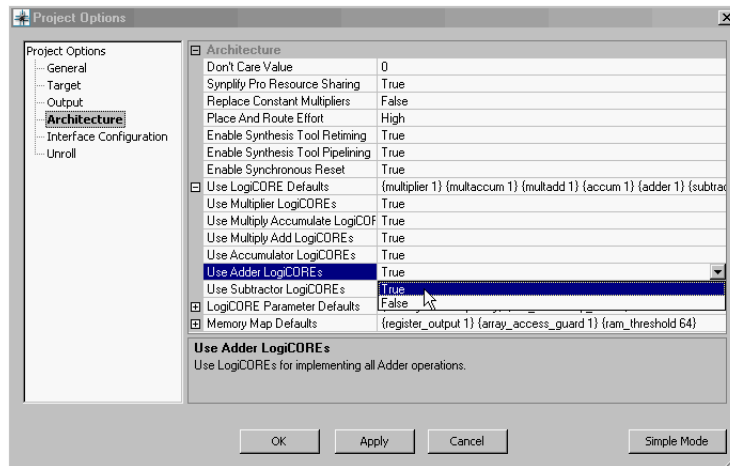 Project Options
Project Options
General
Target
Output
Architecture
Interface Configuration
Unroll
Architecture
Don't Care Value 0
Synplify Pro Resource Sharing True
Replace Constant Multipliers False
Place And Route Effort High
Enable Synthesis Tool Retiming True
Enable Synthesis Tool Pipelining True
Enable Synchronous Reset True
Use LogiCORE Defaults {multiplier 1} {multaccum 1} {multadd 1} {accum 1} {adder 1} {subtrac
Use Multiplier LogiCOREs True
Use Multiply Accumulate LogiCOF True
Use Multiply Add LogiCOREs True
Use Accumulator LogiCOREs True
Use Adder LogiCOREs True
Use Subtractor LogiCOREs True
False
LogiCORE Parameter Defaults
Memory Map Defaults {register_output 1} {array_access_guard 1} {ram_threshold 64}
Use Adder LogiCOREs
Use LogiCOREs for implementing all Adder operations.
OK Apply Cancel Simple Mode